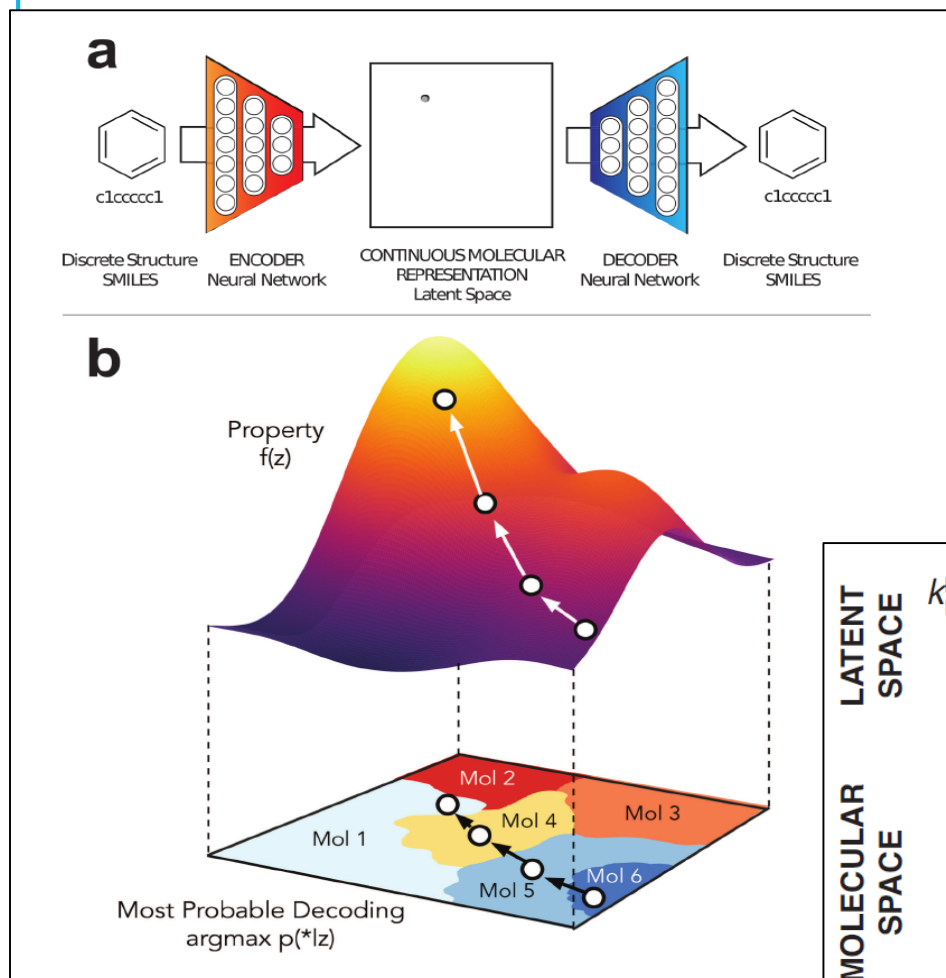 a
c1ccccc1
c1ccccc1
Discrete Structure
SMILES
ENCODER
Neural Network
CONTINUOUS MOLECULAR
REPRESENTATION
Latent Space
DECODER
Neural Network
Discrete Structure
SMILES
b
Property
f(z)
Mol 1
Mol 2
Mol 3
Mol 4
Mol 5
Mol 6
Most Probable Decoding
argmax p(*|z)
LATENT
SPACE
k
MOLECULAR
SPACE